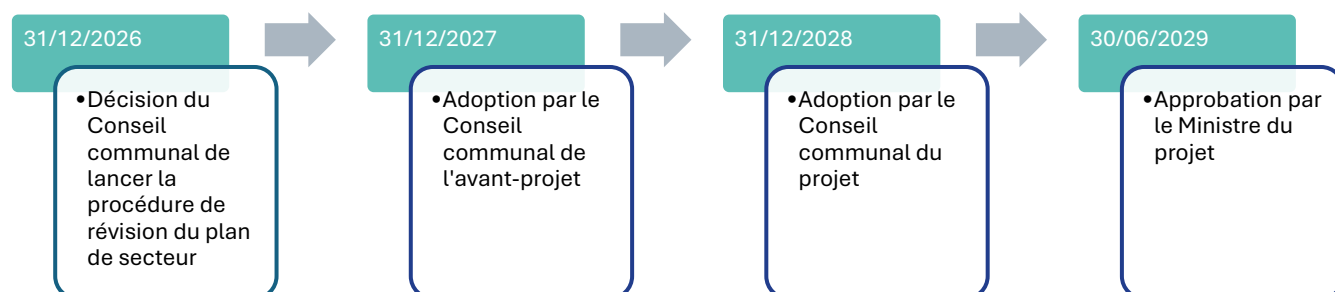 31/12/2026
•Décision du
Conseil
communal de
lancer la
procédure de
révision du plan
de secteur
31/12/2027
•Adoption par le
Conseil
communal de
l'avant-projet
31/12/2028
•Adoption par le
Conseil
communal du
projet
30/06/2029
•Approbation par
le Ministre du
projet